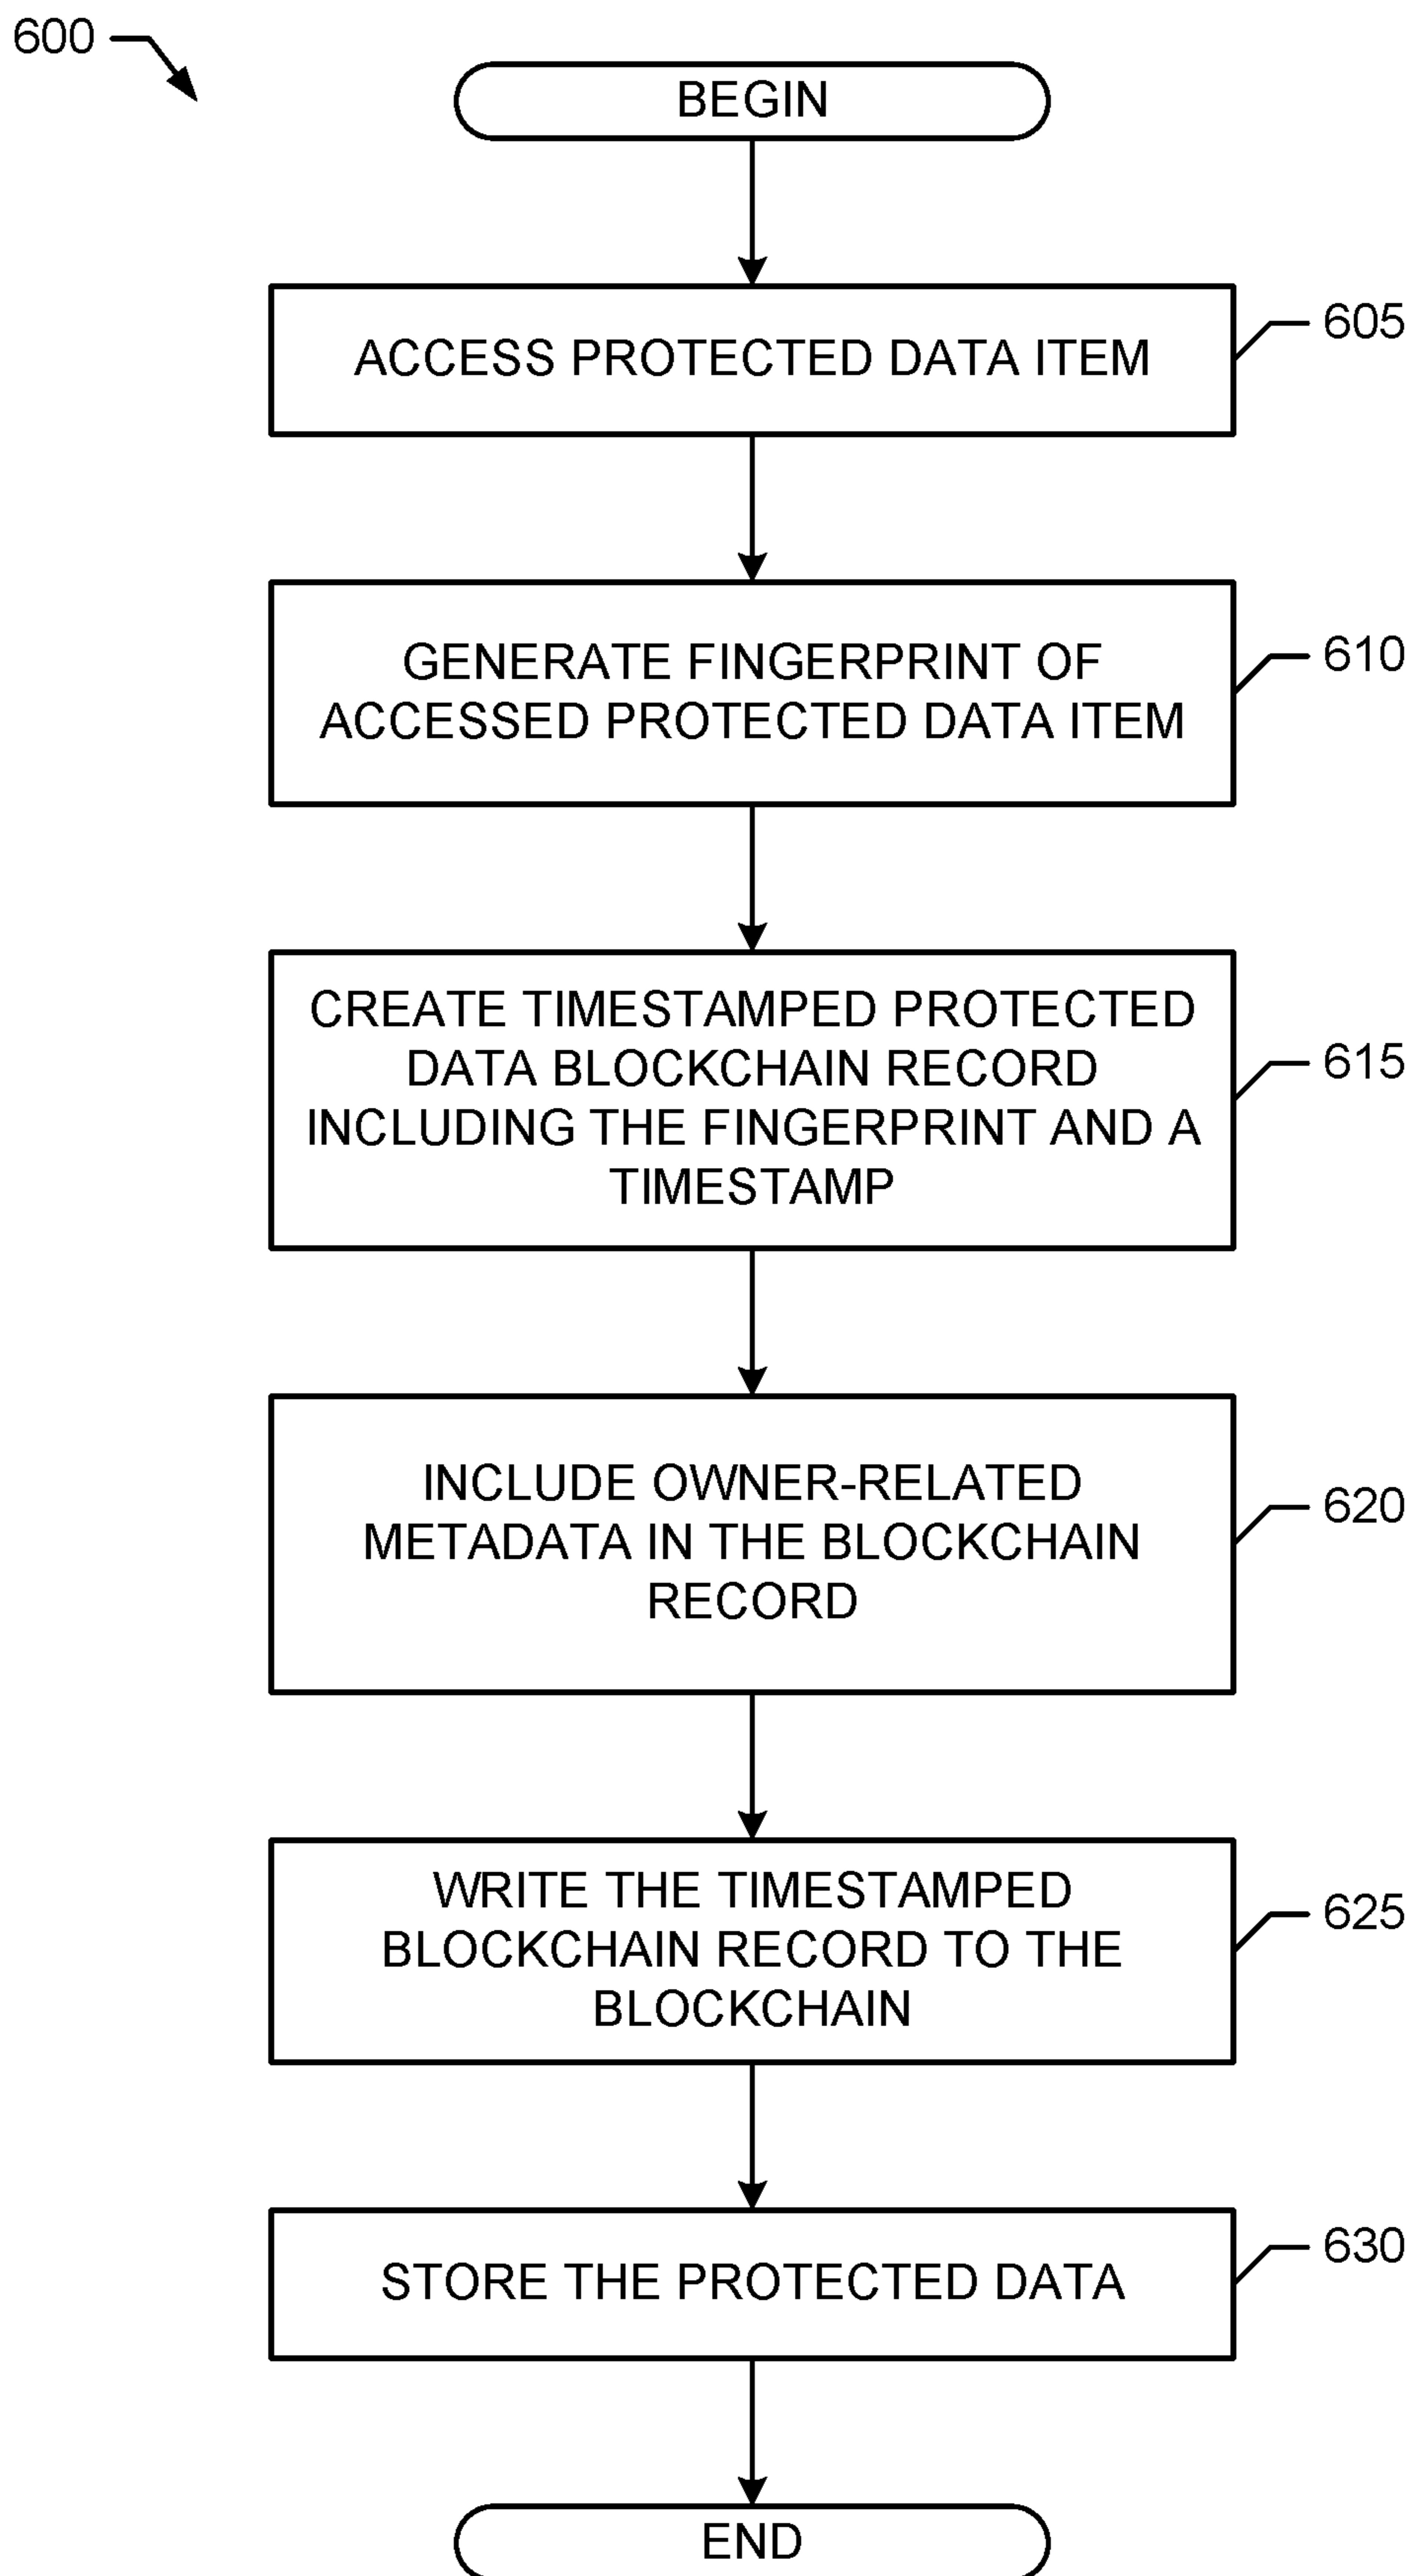 600
BEGIN
ACCESS PROTECTED DATA ITEM
605
GENERATE FINGERPRINT OF
ACCESSED PROTECTED DATA ITEM
610
CREATE TIMESTAMPED PROTECTED
DATA BLOCKCHAIN RECORD
INCLUDING THE FINGERPRINT AND A
TIMESTAMP
615
INCLUDE OWNER-RELATED
METADATA IN THE BLOCKCHAIN
RECORD
620
WRITE THE TIMESTAMPED
BLOCKCHAIN RECORD TO THE
BLOCKCHAIN
625
STORE THE PROTECTED DATA
630
END